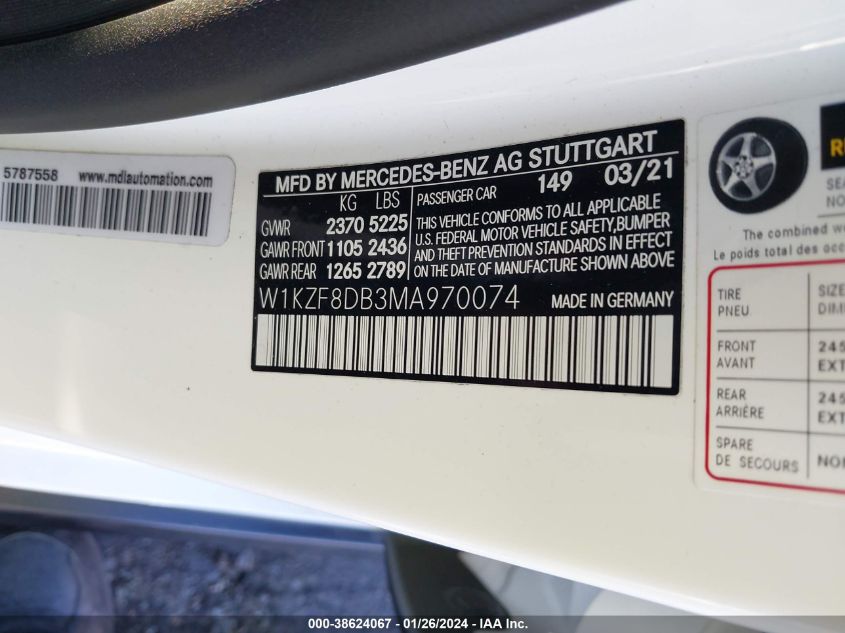 5787558 www.mdlautomation.com
MFD BY MERCEDES-BENZ AG STUTTGART
KG LBS
GVWR 2370 5225
GAWR FRONT 1105 2436
GAWR REAR 1265 2789
PASSENGER CAR 149 03/21
THIS VEHICLE CONFORMS TO ALL APPLICABLE
U.S. FEDERAL MOTOR VEHICLE SAFETY, BUMPER
AND THEFT PREVENTION STANDARDS IN EFFECT
ON THE DATE OF MANUFACTURE SHOWN ABOVE
W1KZF8DB3MA970074 MADE IN GERMANY
The combined
Le poids total des
TIRE
PNEU
FRONT
AVANT
245
REAR
ARRIÈRE
245
SPARE
DE SECOURS
000-38624067 - 01/26/2024 - IAA Inc.